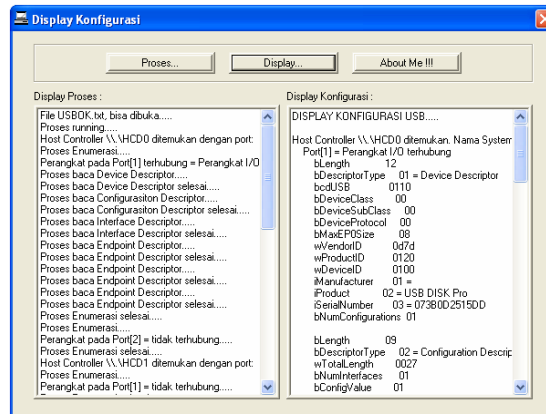 Display Konfigurasi
Proses... Display... About Me !!!
Display Proses :
File USBOK.txt, bisa dibuka.....
Proses running.....
Host Controller \\.\HCD0 ditemukan dengan port:
Proses Enumerasi.....
Perangkat pada Port[1] terhubung = Perangkat I/O
Proses baca Device Descriptor.....
Proses baca Device Descriptor selesai.....
Proses baca Configurasiton Descriptor.....
Proses baca Configurasiton Descriptor selesai.....
Proses baca Interface Descriptor.....
Proses baca Interface Descriptor selesai.....
Proses baca Endpoint Descriptor.....
Proses baca Endpoint Descriptor selesai.....
Proses baca Endpoint Descriptor.....
Proses baca Endpoint Descriptor selesai.....
Proses baca Endpoint Descriptor.....
Proses baca Endpoint Descriptor selesai.....
Proses Enumerasi selesai.....
Proses Enumerasi.....
Perangkat pada Port[2] = tidak terhubung.....
Proses Enumerasi selesai.....
Host Controller \\.\HCD1 ditemukan dengan port:
Proses Enumerasi.....
Perangkat pada Port[1] = tidak terhubung.....
Display Konfigurasi :
DISPLAY KONFIGURASI USB.....
Host Controller \\.\HCD0 ditemukan. Nama System
Port[1] = Perangkat I/O terhubung
bLength 12
bDescriptorType 01 = Device Descriptor
bcdUSB 0110
bDeviceClass 00
bDeviceSubClass 00
bDeviceProtocol 00
bMaxEP0Size 08
wVendorID 0d7d
wProductID 0120
wDeviceID 0100
iManufacturer 01 =
iProduct 02 = USB DISK Pro
iSerialNumber 03 = 073B0D2515DD
bNumConfigurations 01
bLength 09
bDescriptorType 02 = Configuration Descrip
wTotalLength 0027
bNumInterfaces 01
bConfigValue 01